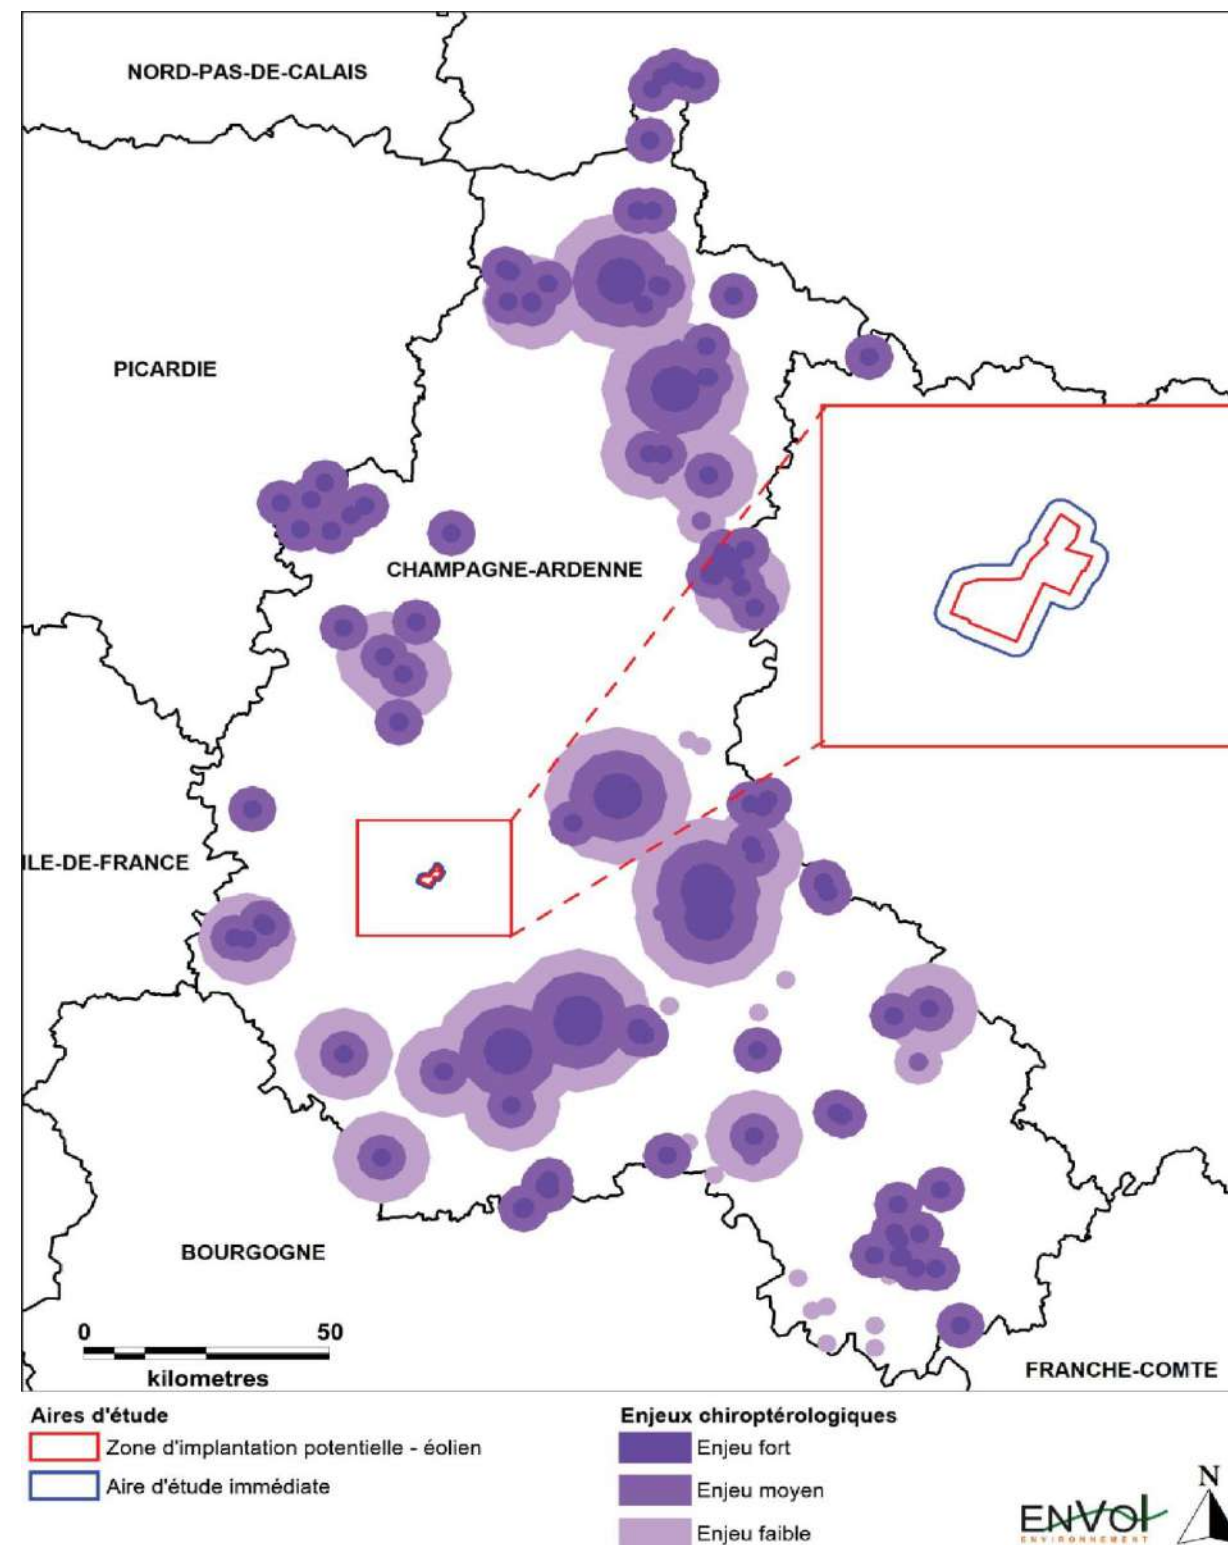 NORD-PAS-DE-CALAIS
PICARDIE
CHAMPAGNE-ARDENNE
ILE-DE-FRANCE
BOURGOGNE
0 50
kilometres
FRANCHE-COMTE
Aires d'étude
Zone d'implantation potentielle - éolien
Aire d'étude immédiate
Enjeux chiroptérologiques
Enjeu fort
Enjeu moyen
Enjeu faible
ENVOl
ENVIRONNEMENT
N